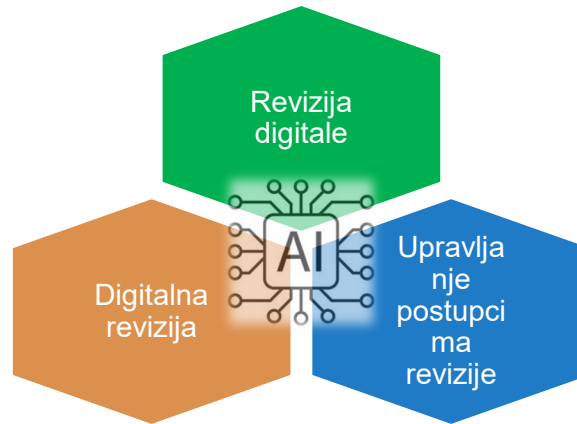 Revizija
digitale
AI
Digitalna
revizija
Upravlja
nje
postupci
ma
revizije